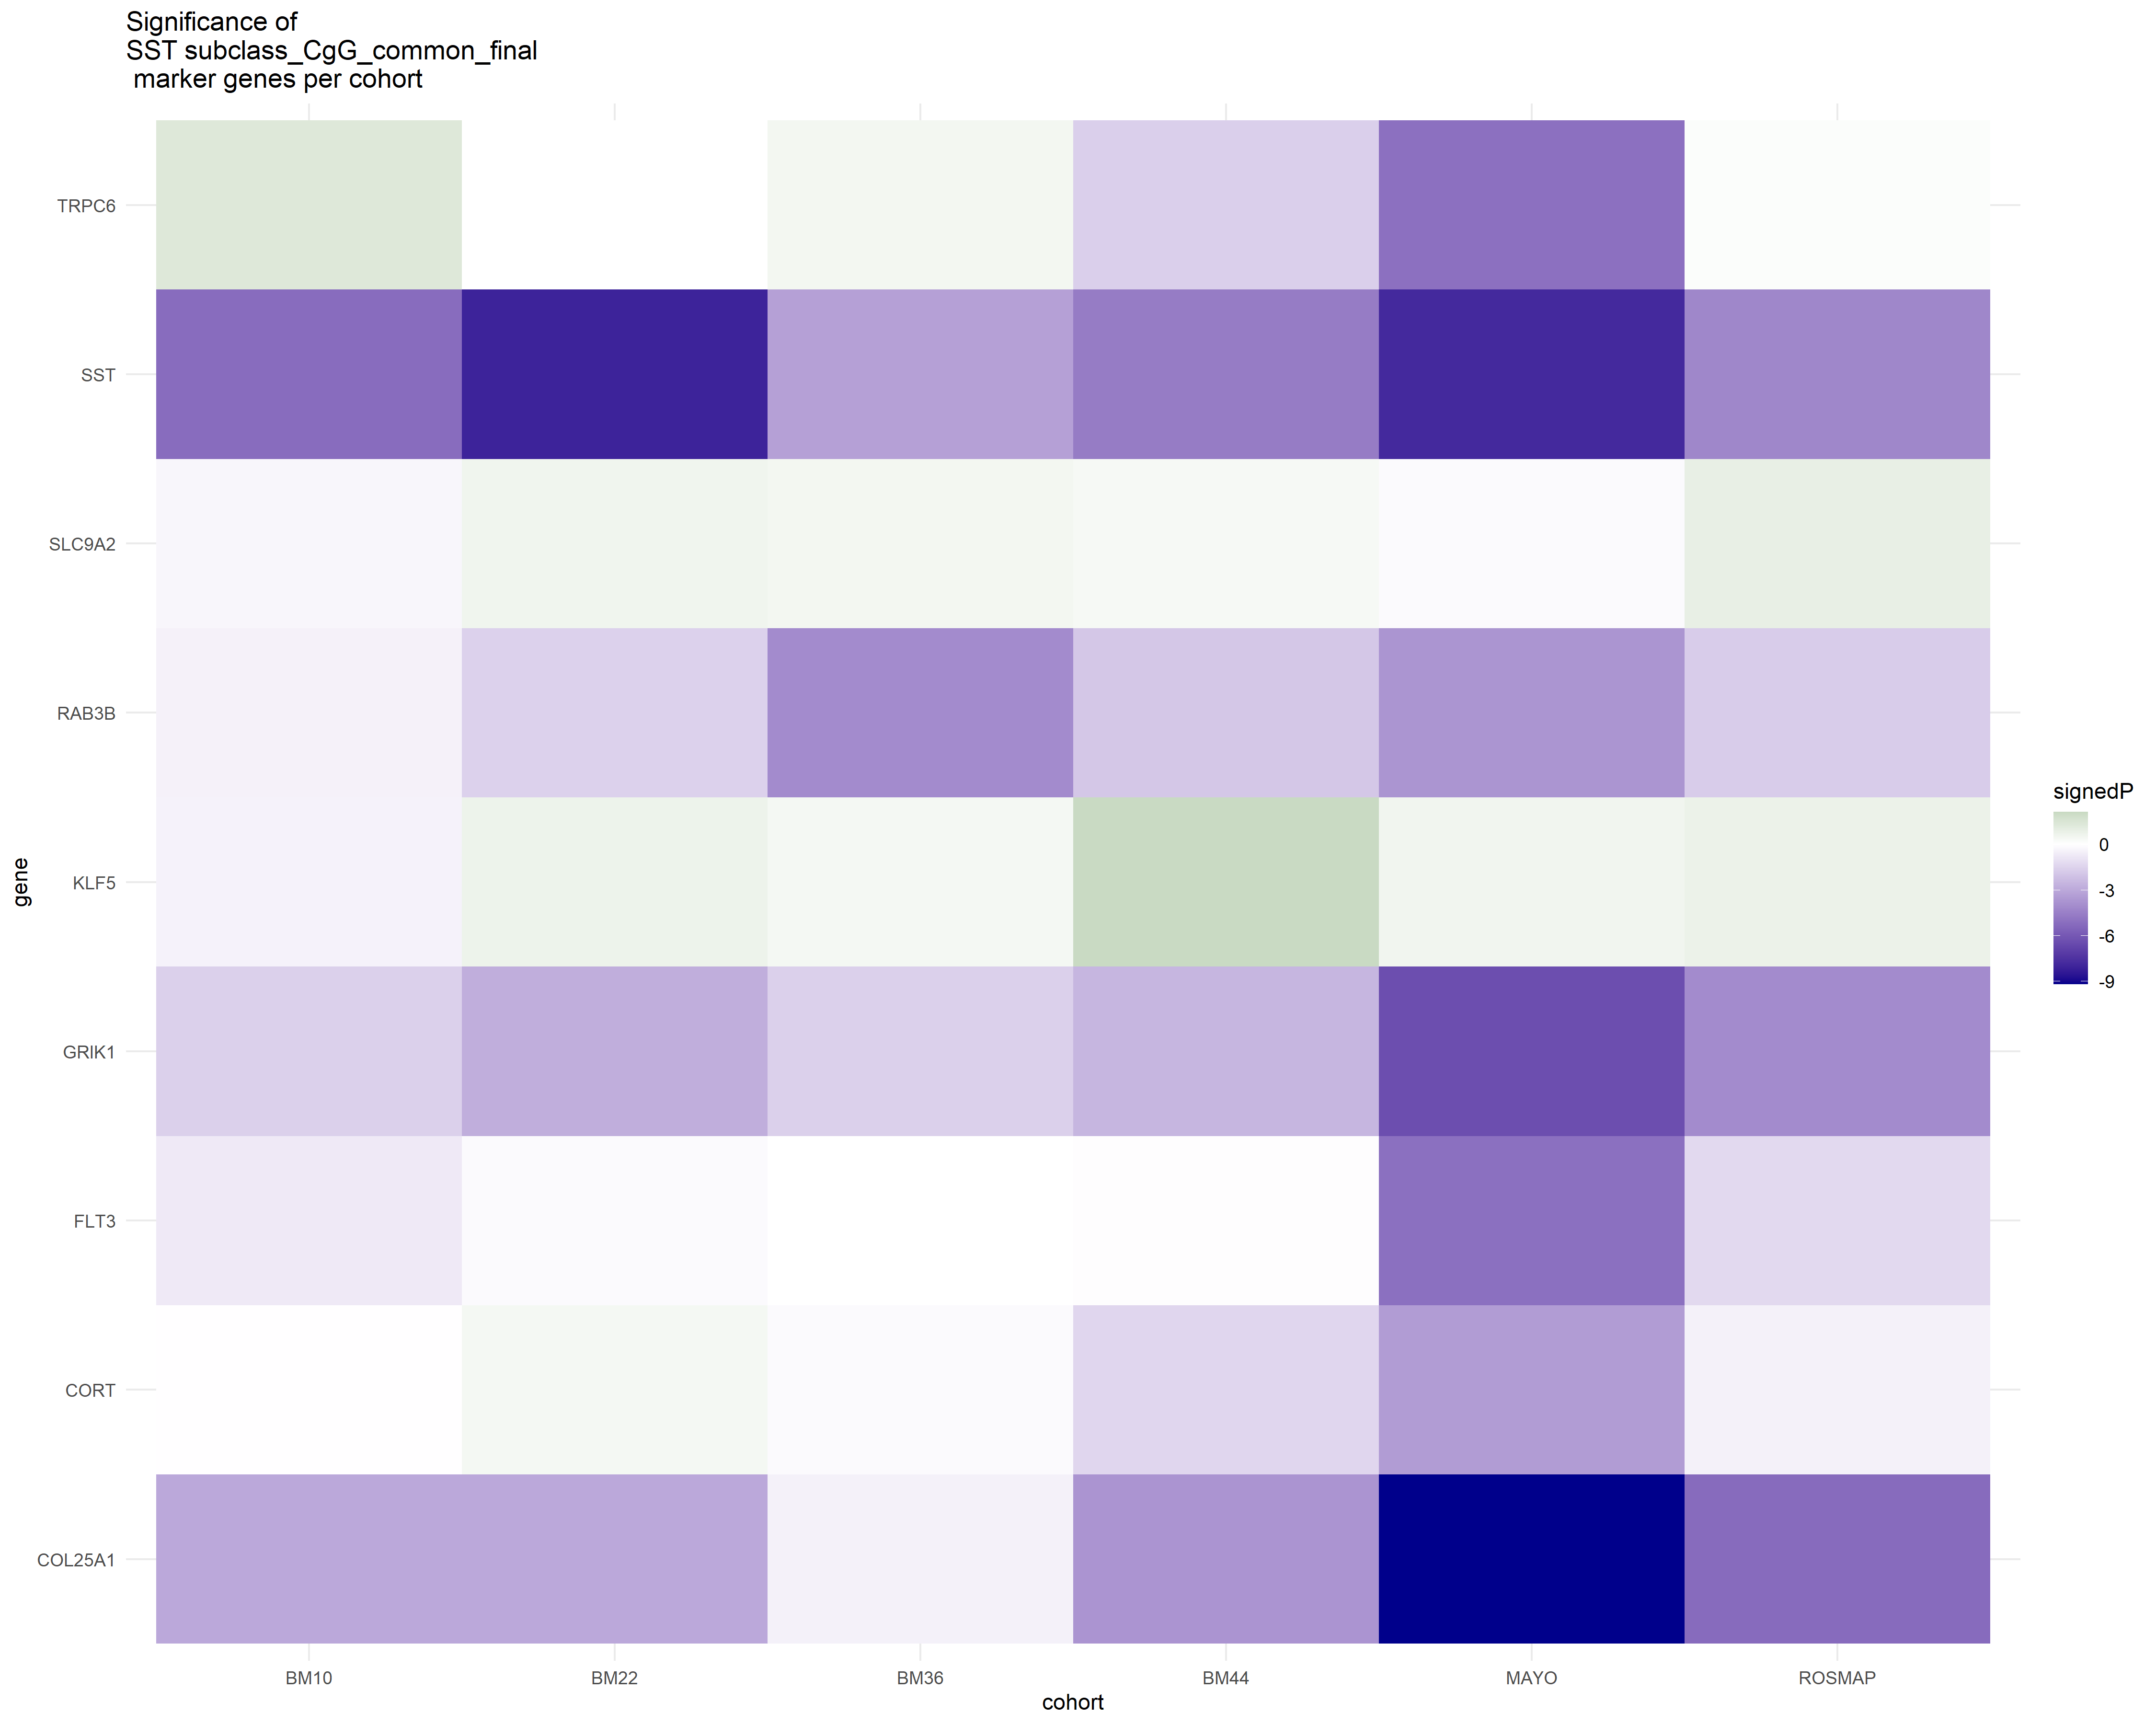 Significance of
SST subclass_CgG_common_final
marker genes per cohort
TRPC6
SST
SLC9A2
RAB3B
KLF5
GRIK1
FLT3
CORT
COL25A1
gene
BM10
BM22
BM36
BM44
MAYO
ROSMAP
cohort
signedP
0
-3
-6
-9